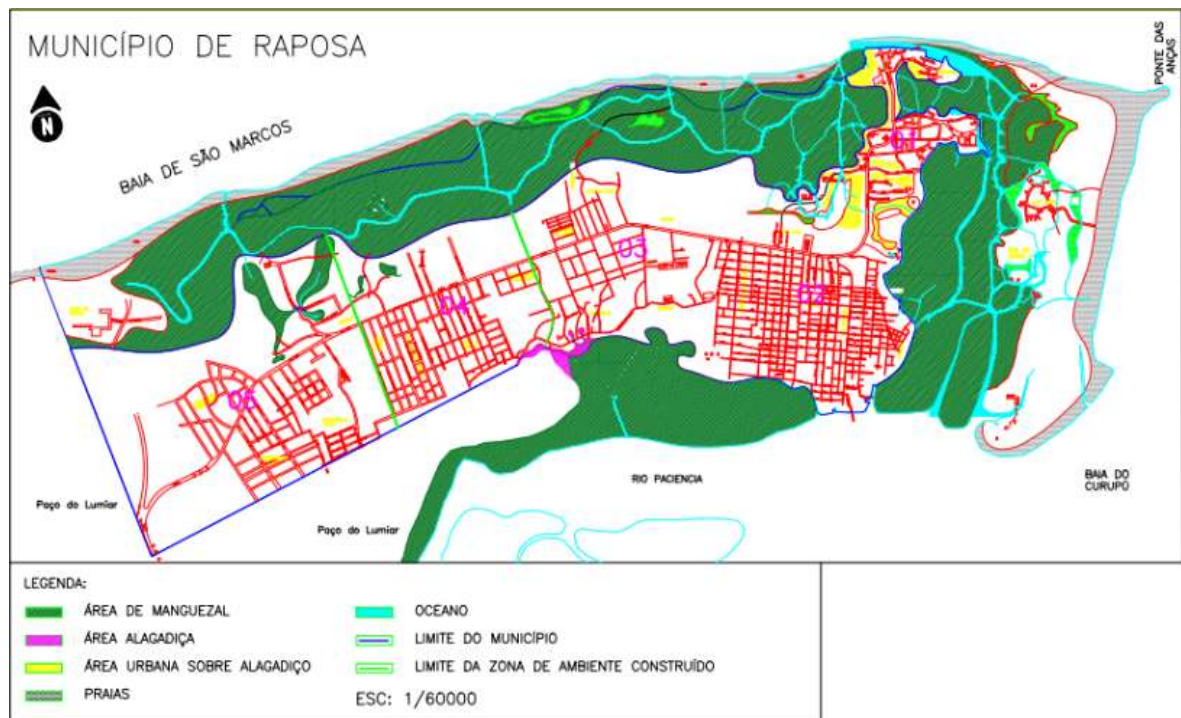 MUNICÍPIO DE RAPOSA
N
BAIA DE SÃO MARCOS
PONTE DAS
ANÇAS
01
03
02
04
05
RIO PACIENCIA
BAIA DO
CURUPÚ
Paço do Lumiar
Paço do Lumiar
LEGENDA:
ÁREA DE MANGUEZAL
ÁREA ALAGADIÇA
ÁREA URBANA SOBRE ALAGADIÇO
PRAIAS
OCEANO
LIMITE DO MUNICÍPIO
LIMITE DA ZONA DE AMBIENTE CONSTRUÍDO
ESC: 1/60000